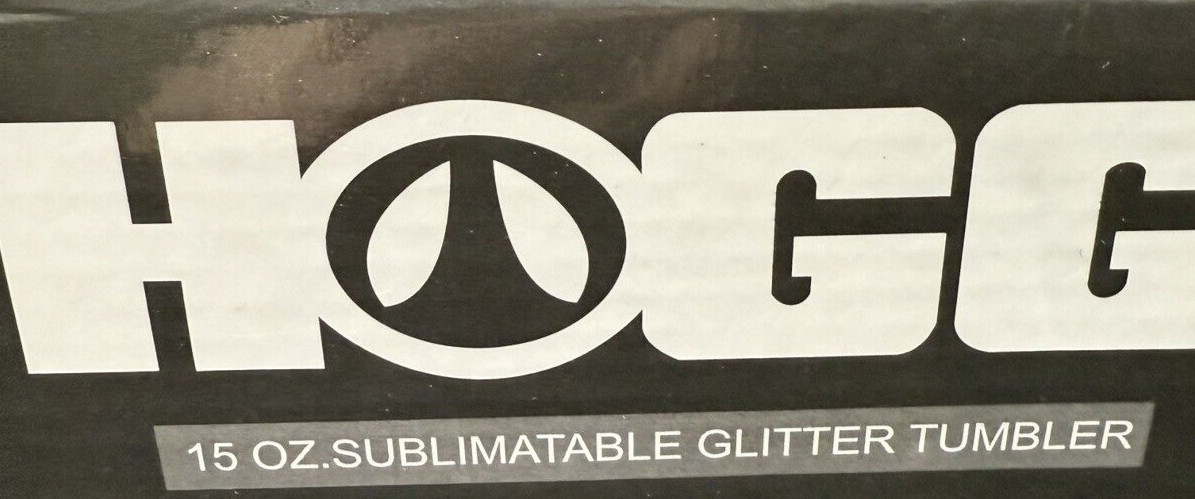 HOGG
15 OZ.SUBLIMATABLE GLITTER TUMBLER